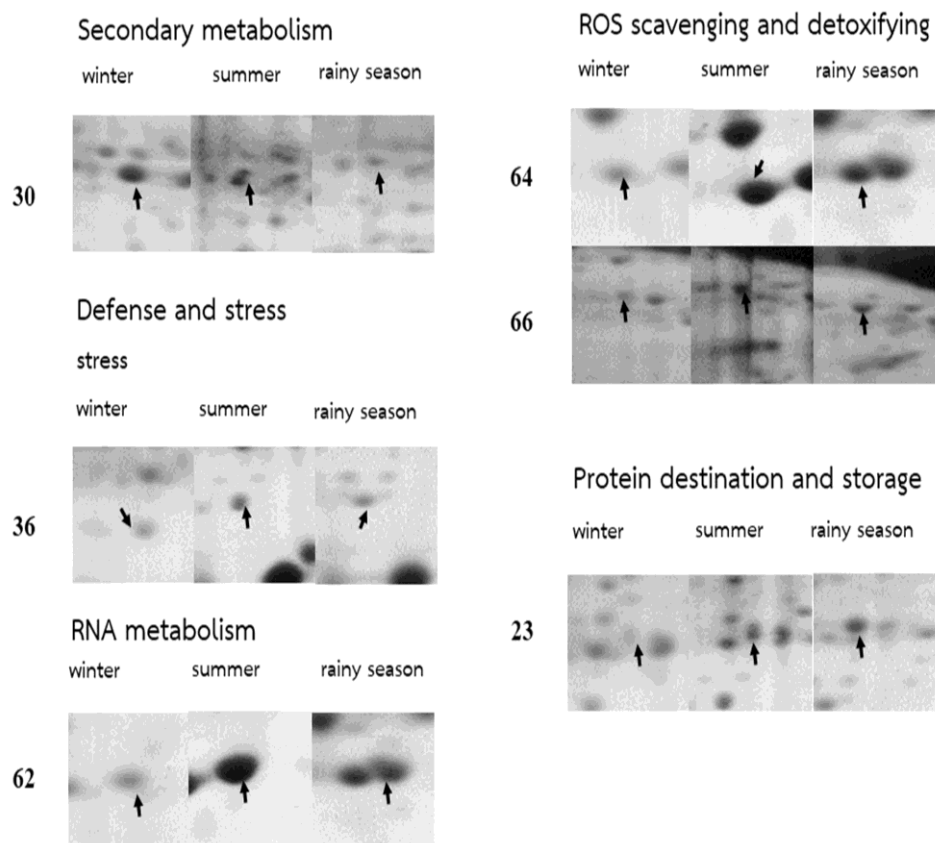 Secondary metabolism
winter summer rainy season
30
Defense and stress
stress
winter summer rainy season
36
RNA metabolism
winter summer rainy season
62
ROS scavenging and detoxifying
winter summer rainy season
64
66
Protein destination and storage
winter summer rainy season
23